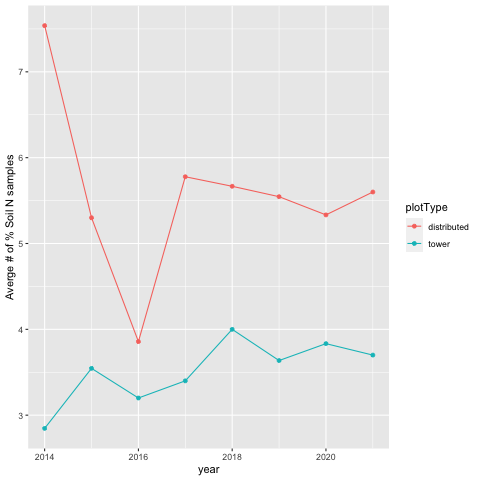 7
6
5
4
3
2014
2016
2018
2020
year
Averge # of % Soil N samples
plotType
distributed
tower